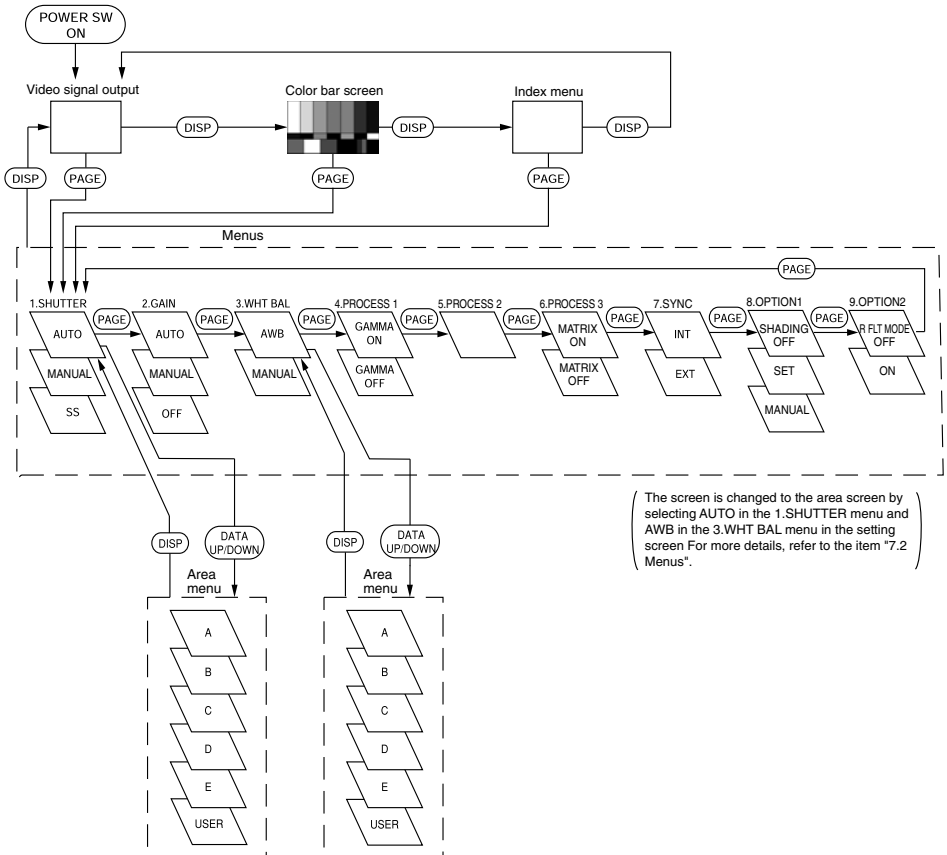 POWER SW
ON
Video signal output
Color bar screen
Index menu
DISP
DISP
DISP
DISP
PAGE
PAGE
PAGE
Menus
PAGE
1.SHUTTER
2.GAIN
3.WHT BAL
4.PROCESS 1
5.PROCESS 2
6.PROCESS 3
7.SYNC
8.OPTION1
9.OPTION2
PAGE
PAGE
PAGE
PAGE
PAGE
PAGE
PAGE
PAGE
AUTO
MANUAL
SS
AUTO
MANUAL
OFF
AWB
MANUAL
GAMMA
ON
GAMMA
OFF
MATRIX
ON
MATRIX
OFF
INT
EXT
SHADING
OFF
SET
MANUAL
R FLT MODE
OFF
ON
The screen is changed to the area screen by
selecting AUTO in the 1.SHUTTER menu and
AWB in the 3.WHT BAL menu in the setting
screen For more details, refer to the item "7.2
Menus".
DISP
DATA
UP/DOWN
DISP
DATA
UP/DOWN
Area
menu
A
B
C
D
E
USER
Area
menu
A
B
C
D
E
USER